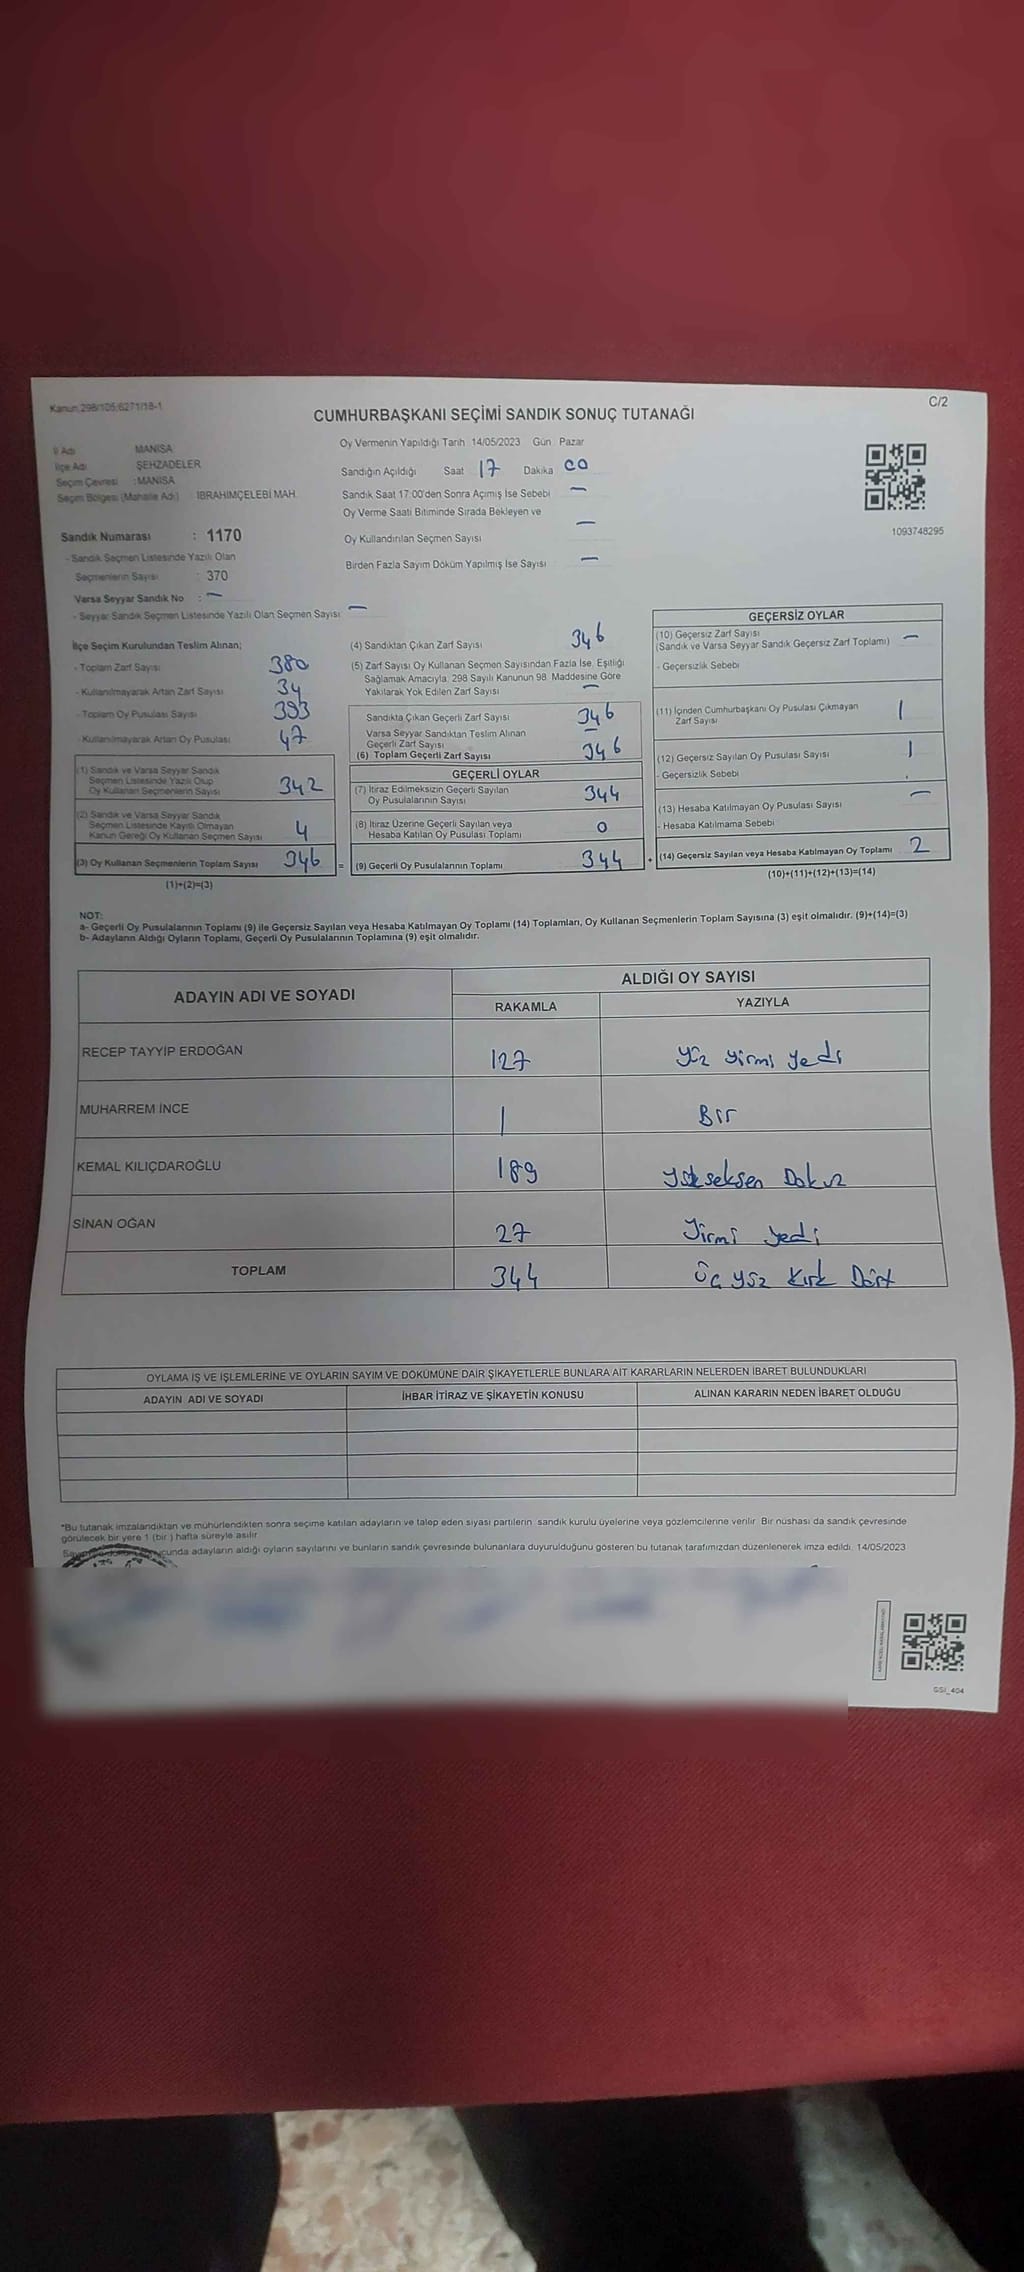 Kanun 298/105;6271/18-1
C/2
CUMHURBAŞKANI SEÇİMİ SANDIK SONUÇ TUTANAĞI
İl Adı MANİSA
İlçe Adı ŞEHZADELER
Seçim Çevresi :MANİSA
Seçim Bölgesi (Mahalle Adı) İBRAHİMÇELEBİ MAH.
Sandık Numarası : 1170
- Sandık Seçmen Listesinde Yazılı Olan
Seçmenlerin Sayısı : 370
Varsa Seyyar Sandık No : -
- Seyyar Sandık Seçmen Listesinde Yazılı Olan Seçmen Sayısı -
Oy Vermenin Yapıldığı Tarih 14/05/2023 Gün Pazar
Sandığın Açıldığı Saat 17 Dakika 00
Sandık Saat 17:00'den Sonra Açımış İse Sebebi -
Oy Verme Saati Bitiminde Sırada Bekleyen ve
Oy Kullandırılan Seçmen Sayısı -
Birden Fazla Sayım Döküm Yapılmış İse Sayısı -
1093748295
İlçe Seçim Kurulundan Teslim Alınan;
- Toplam Zarf Sayısı 380
- Kullanılmayarak Artan Zarf Sayısı 34
- Toplam Oy Pusulası Sayısı 393
- Kullanılmayarak Artan Oy Pusulası 47
(1) Sandık ve Varsa Seyyar Sandık
Seçmen Listesinde Yazılı Olup
Oy Kullanan Seçmenlerin Sayısı 342
(2) Sandık ve Varsa Seyyar Sandık
Seçmen Listesinde Kayıtlı Olmayan
Kanun Gereği Oy Kullanan Seçmen Sayısı 4
(3) Oy Kullanan Seçmenlerin Toplam Sayısı 346 =
(1)+(2)=(3)
(4) Sandıktan Çıkan Zarf Sayısı 346
(5) Zarf Sayısı Oy Kullanan Seçmen Sayısından Fazla İse, Eşitliği
Sağlamak Amacıyla, 298 Sayılı Kanunun 98. Maddesine Göre
Yakılarak Yok Edilen Zarf Sayısı -
Sandıkta Çıkan Geçerli Zarf Sayısı 346
Varsa Seyyar Sandıktan Teslim Alınan
Geçerli Zarf Sayısı -
(6) Toplam Geçerli Zarf Sayısı 346
GEÇERLİ OYLAR
(7) İtiraz Edilmeksizin Geçerli Sayılan
Oy Pusulalarının Sayısı 344
(8) İtiraz Üzerine Geçerli Sayılan veya
Hesaba Katılan Oy Pusulası Toplamı 0
(9) Geçerli Oy Pusulalarının Toplamı 344 +
GEÇERSİZ OYLAR
(10) Geçersiz Zarf Sayısı -
(Sandık ve Varsa Seyyar Sandık Geçersiz Zarf Toplamı)
- Geçersizlik Sebebi
(11) İçinden Cumhurbaşkanı Oy Pusulası Çıkmayan
Zarf Sayısı 1
(12) Geçersiz Sayılan Oy Pusulası Sayısı 1
- Geçersizlik Sebebi
(13) Hesaba Katılmayan Oy Pusulası Sayısı -
- Hesaba Katılmama Sebebi
(14) Geçersiz Sayılan veya Hesaba Katılmayan Oy Toplamı 2
(10)+(11)+(12)+(13)=(14)
NOT:
a- Geçerli Oy Pusulalarının Toplamı (9) ile Geçersiz Sayılan veya Hesaba Katılmayan Oy Toplamı (14) Toplamları, Oy Kullanan Seçmenlerin Toplam Sayısına (3) eşit olmalıdır. (9)+(14)=(3)
b- Adayların Aldığı Oyların Toplamı, Geçerli Oy Pusulalarının Toplamına (9) eşit olmalıdır.
ADAYIN ADI VE SOYADI ALDIĞI OY SAYISI
RAKAMLA YAZIYLA
RECEP TAYYİP ERDOĞAN 127 Yüz yirmi yedi
MUHARREM İNCE 1 Bir
KEMAL KILIÇDAROĞLU 189 Yüzseksen Dokuz
SİNAN OĞAN 27 Yirmi yedi
TOPLAM 344 Üç yüz Kırk Dört
OYLAMA İŞ VE İŞLEMLERİNE VE OYLARIN SAYIM VE DÖKÜMÜNE DAİR ŞİKAYETLERLE BUNLARA AİT KARARLARIN NELERDEN İBARET BULUNDUKLARI
ADAYIN ADI VE SOYADI İHBAR İTİRAZ VE ŞİKAYETİN KONUSU ALINAN KARARIN NEDEN İBARET OLDUĞU
*Bu tutanak imzalandıktan ve mühürlendikten sonra seçime katılan adayların ve talep eden siyasi partilerin sandık kurulu üyelerine veya gözlemcilerine verilir. Bir nüshası da sandık çevresinde
görülecek bir yere 1 (bir ) hafta süreyle asılır.
adayların aldığı oyların sayılarını ve bunların sandık çevresinde bulunanlara duyurulduğunu gösteren bu tutanak tarafımızdan düzenlenerek imza edildi. 14/05/2023
GSI_404